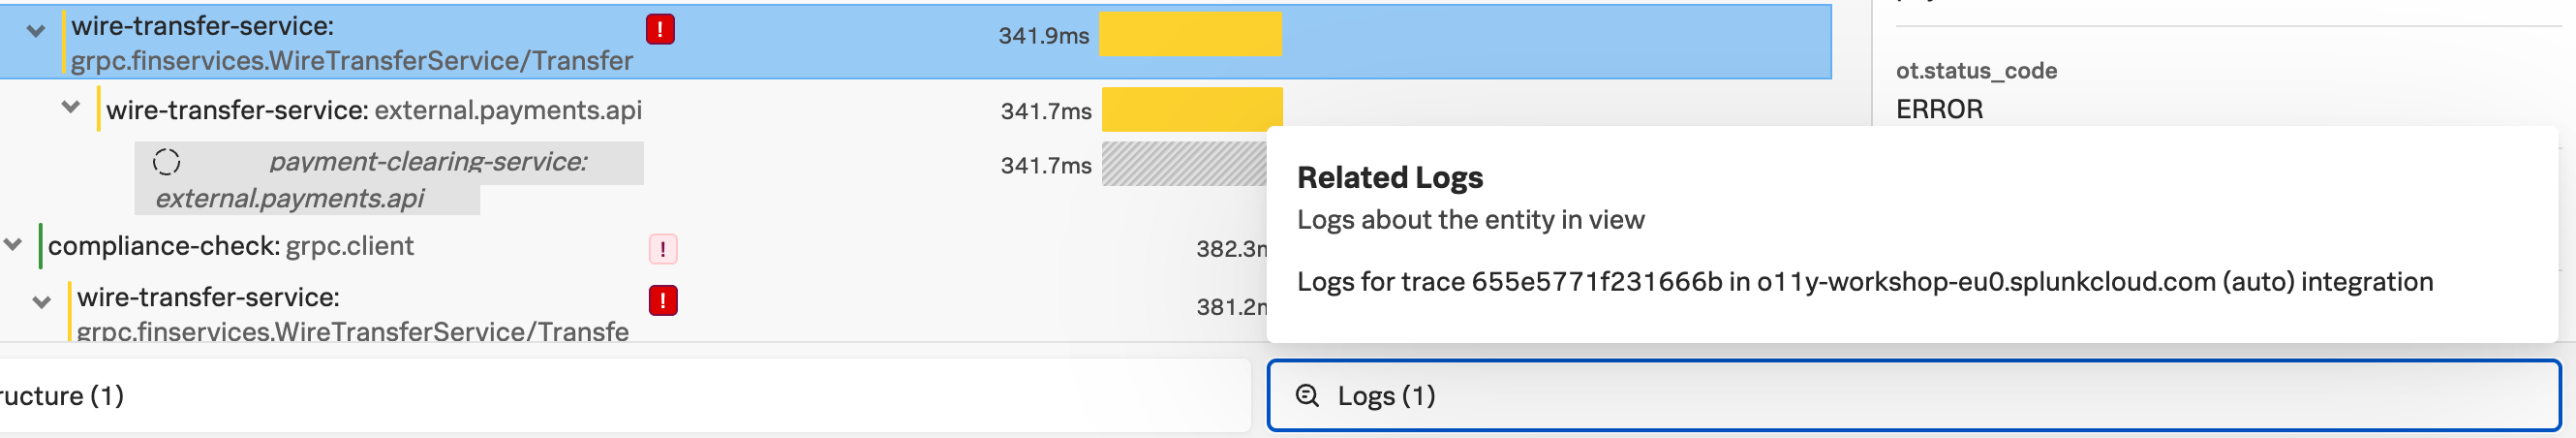 wire-transfer-service:
grpc.finservices.WireTransferService/Transfer
! 341.9ms
wire-transfer-service: external.payments.api 341.7ms
payment-clearing-service:
external.payments.api
341.7ms
compliance-check: grpc.client ! 382.3
wire-transfer-service:
grpc.finservices.WireTransferService/Transfe
! 381.2
ot.status_code
ERROR
Related Logs
Logs about the entity in view
Logs for trace 655e5771f231666b in o11y-workshop-eu0.splunkcloud.com (auto) integration
ructure (1)
Logs (1)